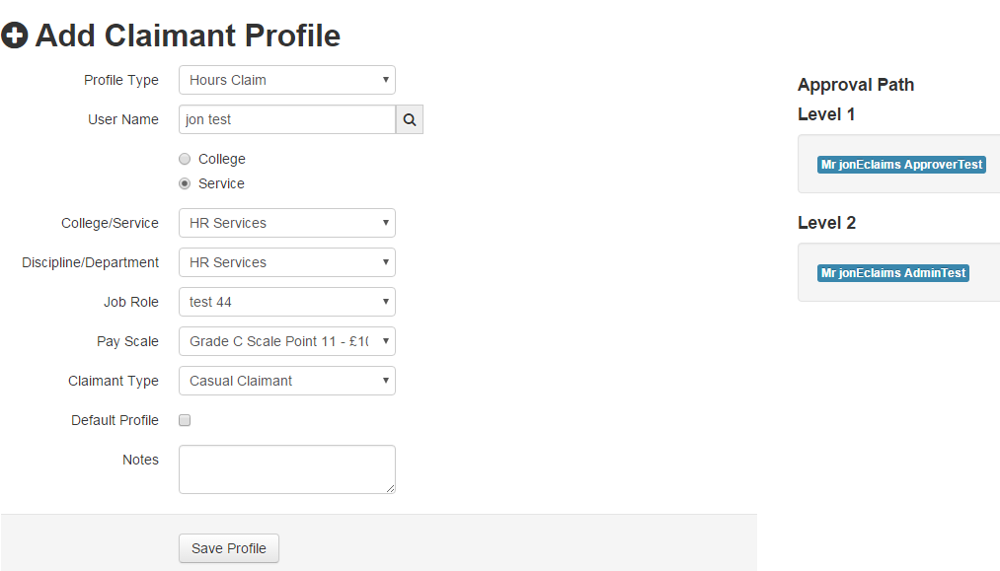 Add Claimant Profile
Profile Type Hours Claim
User Name jon test
College
Service
College/Service HR Services
Discipline/Department HR Services
Job Role test 44
Pay Scale Grade C Scale Point 11 - £10
Claimant Type Casual Claimant
Default Profile
Notes
Save Profile
Approval Path
Level 1
Mr jonEclaims ApproverTest
Level 2
Mr jonEclaims AdminTest